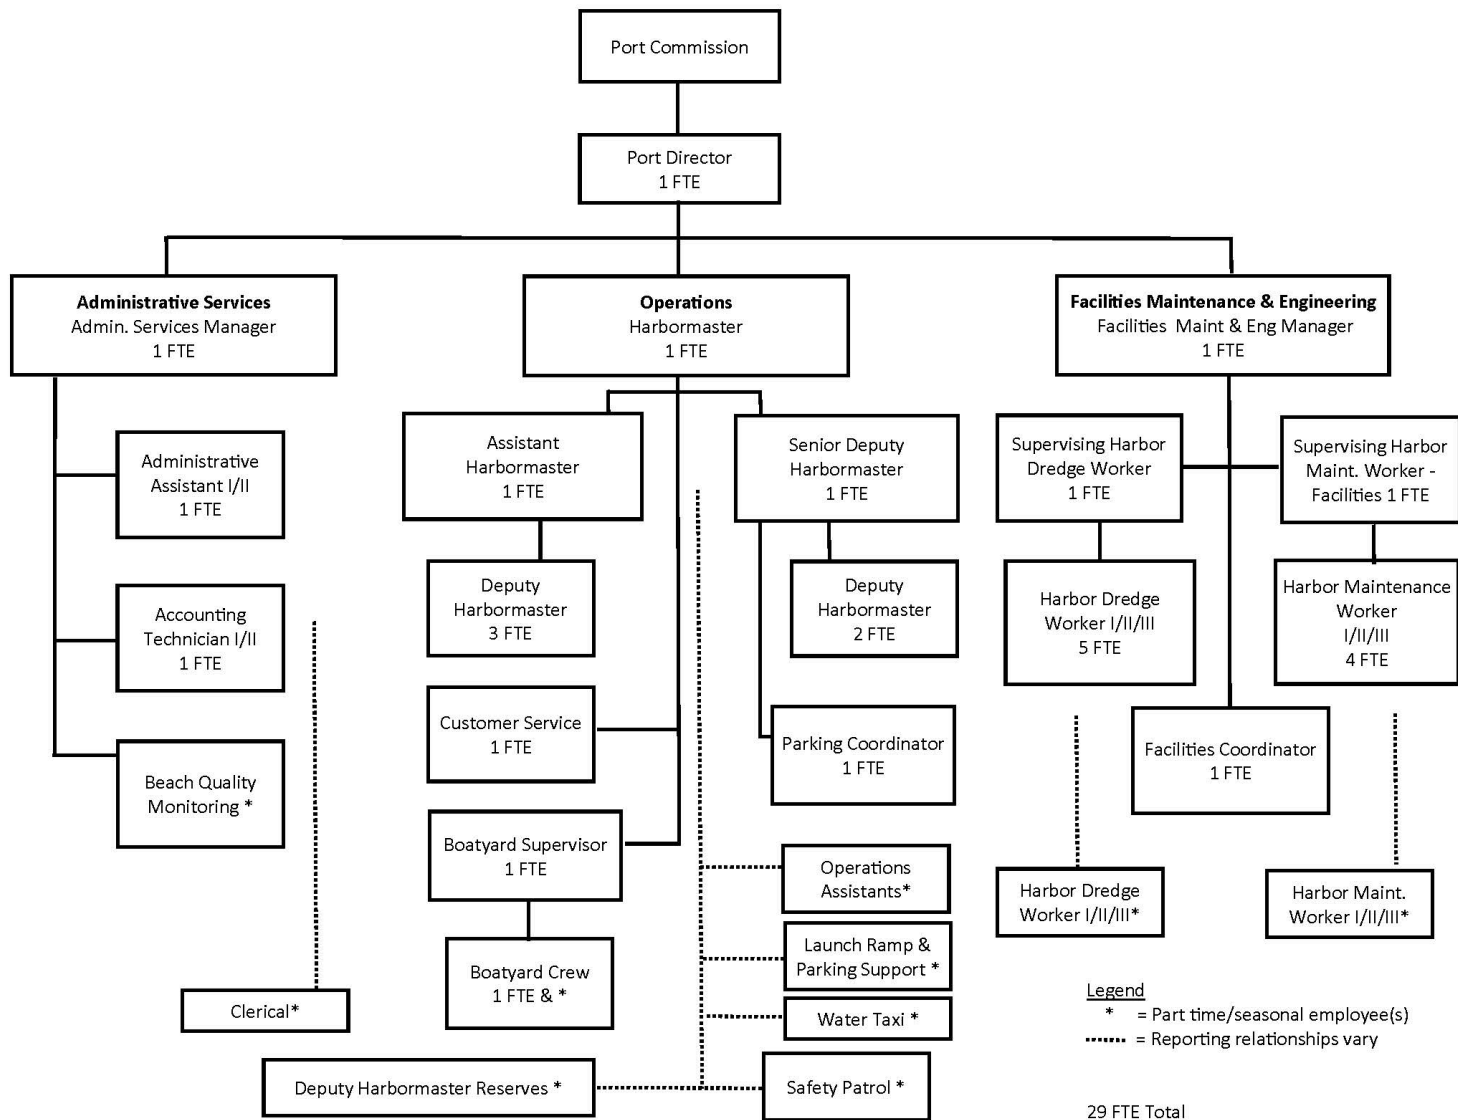 Port Commission
Port Director
1 FTE
Administrative Services
Admin. Services Manager
1 FTE
Operations
Harbormaster
1 FTE
Facilities Maintenance & Engineering
Facilities Maint & Eng Manager
1 FTE
Administrative
Assistant I/II
1 FTE
Accounting
Technician I/II
1 FTE
Beach Quality
Monitoring *
Clerical*
Assistant
Harbormaster
1 FTE
Deputy
Harbormaster
3 FTE
Customer Service
1 FTE
Boatyard Supervisor
1 FTE
Boatyard Crew
1 FTE & *
Deputy Harbormaster Reserves *
Senior Deputy
Harbormaster
1 FTE
Deputy
Harbormaster
2 FTE
Parking Coordinator
1 FTE
Operations
Assistants*
Launch Ramp &
Parking Support *
Water Taxi *
Safety Patrol *
Supervising Harbor
Dredge Worker
1 FTE
Harbor Dredge
Worker I/II/III
5 FTE
Supervising Harbor
Maint. Worker -
Facilities 1 FTE
Harbor Maintenance
Worker
I/II/III
4 FTE
Facilities Coordinator
1 FTE
Harbor Dredge
Worker I/II/III*
Harbor Maint.
Worker I/II/III*
Legend
* = Part time/seasonal employee(s)
= Reporting relationships vary
29 FTE Total